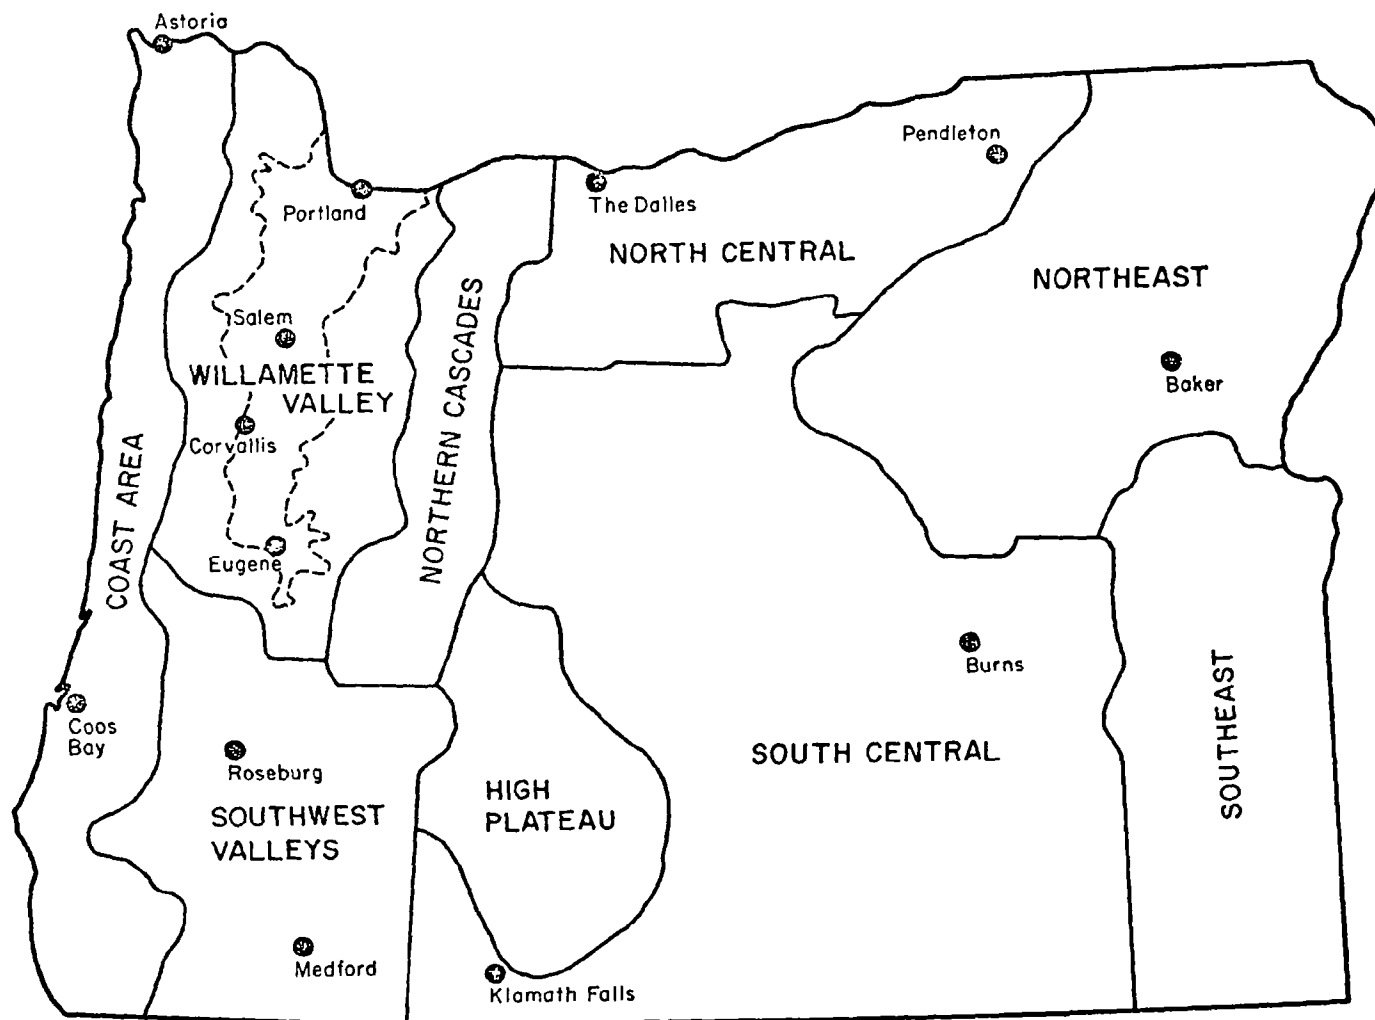 Astoria
Pendleton
The Dalles
Portland
NORTH CENTRAL
NORTHEAST
Salem
WILLAMETTE
VALLEY
Baker
NORTHERN CASCADES
Corvallis
COAST AREA
Eugene
Burns
SOUTHEAST
Coos
Bay
Roseburg
SOUTH CENTRAL
HIGH
PLATEAU
SOUTHWEST
VALLEYS
Medford
Klamath Falls